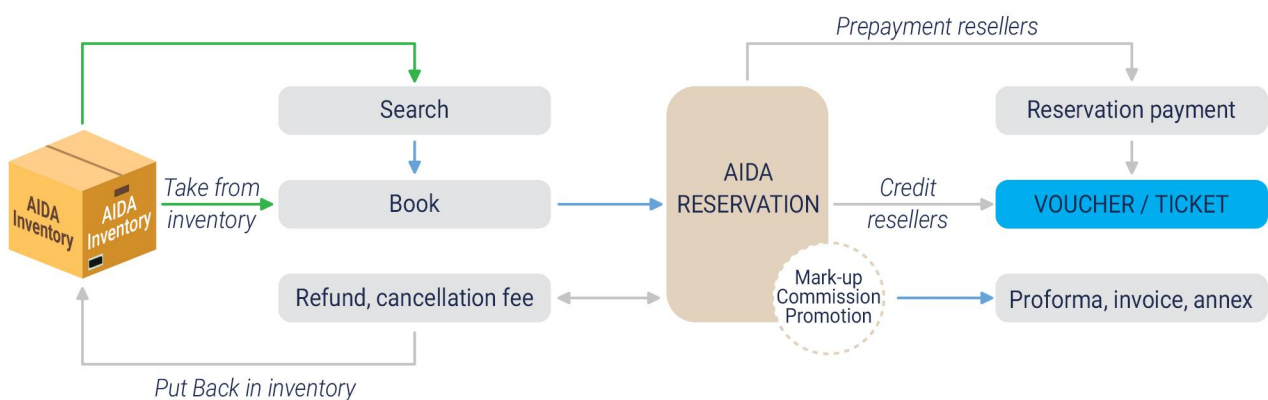 Prepayment resellers
Search
Reservation payment
AIDA
Inventory
AIDA
Inventory
Take from
inventory
Book
AIDA
RESERVATION
Credit
resellers
VOUCHER / TICKET
Refund, cancellation fee
Mark-up
Commission
Promotion
Proforma, invoice, annex
Put Back in inventory